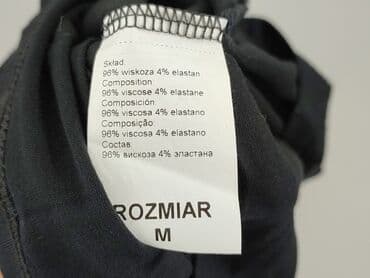 Skład
96% wiskoza 4% elastan
Composition
96% viscose 4% elastane
Composición
96% viscosa 4% elastano
Composição
96% viscosa 4% elastano
Состав
96% вискоза 4% эластана
ROZMIAR
M